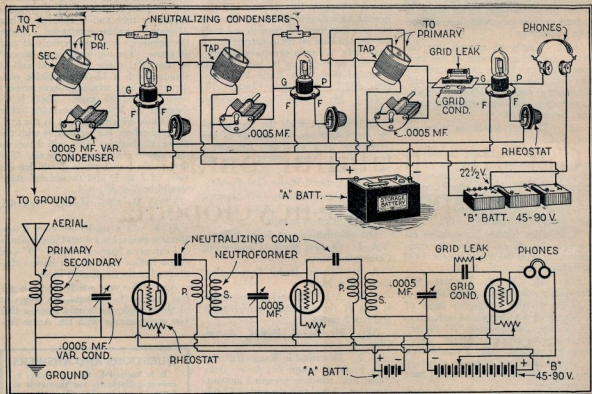 TO
ANT.
TO
PRI.
SEC.
NEUTRALIZING CONDENSERS
TAP
TAP
TO
PRIMARY
PHONES
GRID LEAK
G
P
F
F
G
P
F
F
G
P
F
F
GRID
COND.
.0005 MF. VAR.
CONDENSER
.0005 MF.
.0005 MF.
RHEOSTAT
TO GROUND
+
-
"A" BATT.
STORAGE
BATTERY
22½V.
"B" BATT. 45-90 V.
AERIAL
PRIMARY
SECONDARY
NEUTRALIZING COND.
NEUTROFORMER
GRID LEAK
PHONES
P.
S.
.0005
MF.
P.
S.
.0005
MF.
GRID
COND.
.0005 MF.
VAR. COND.
RHEOSTAT
GROUND
"A" BATT.
+
-
-
+
"B"
45-90 V.